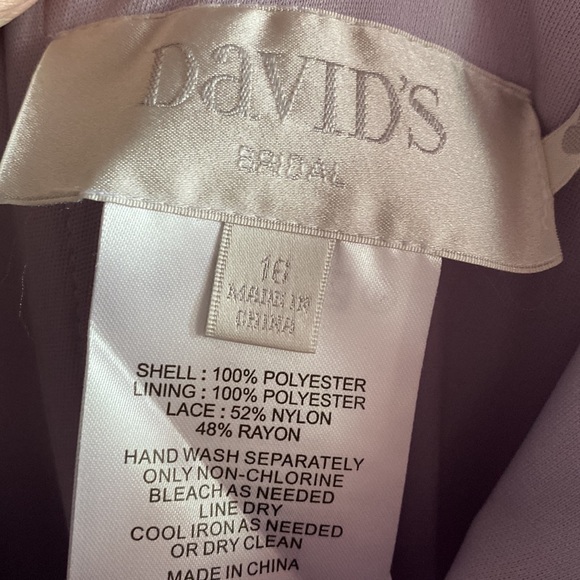 DaVID'S
BRIDAL
16
MADE IN
CHINA
SHELL : 100% POLYESTER
LINING : 100% POLYESTER
LACE : 52% NYLON
48% RAYON
HAND WASH SEPARATELY
ONLY NON-CHLORINE
BLEACH AS NEEDED
LINE DRY
COOL IRON AS NEEDED
OR DRY CLEAN
MADE IN CHINA